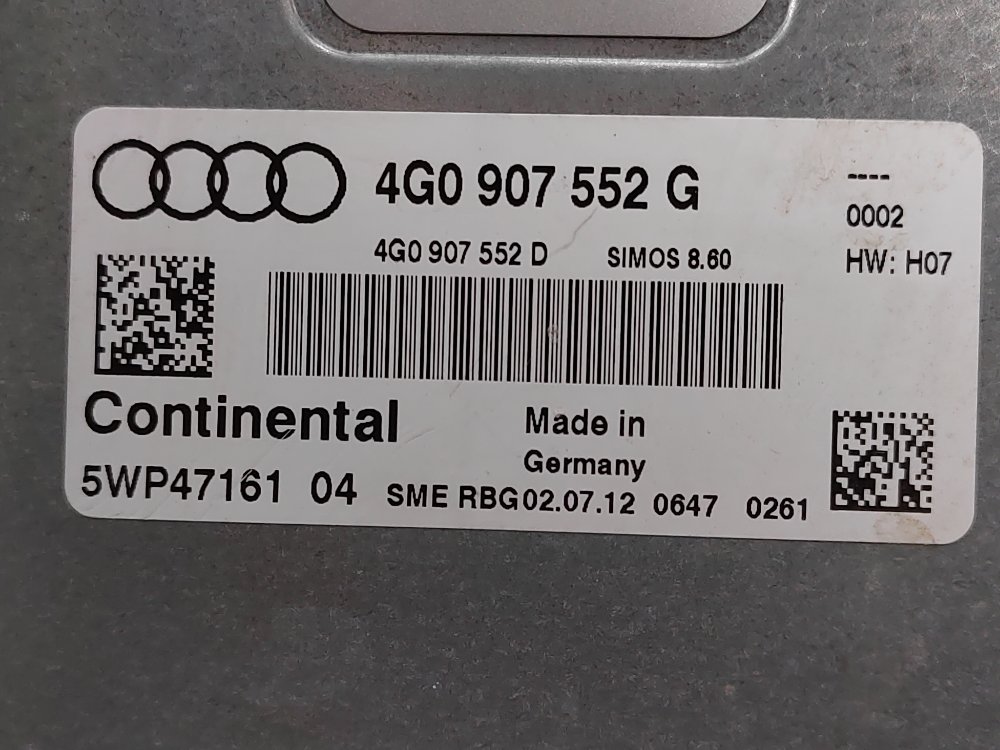 4G0 907 552 G
----
0002
4G0 907 552 D SIMOS 8.60
HW: H07
Continental
Made in
Germany
5WP47161 04 SME RBG02.07.12 0647 0261